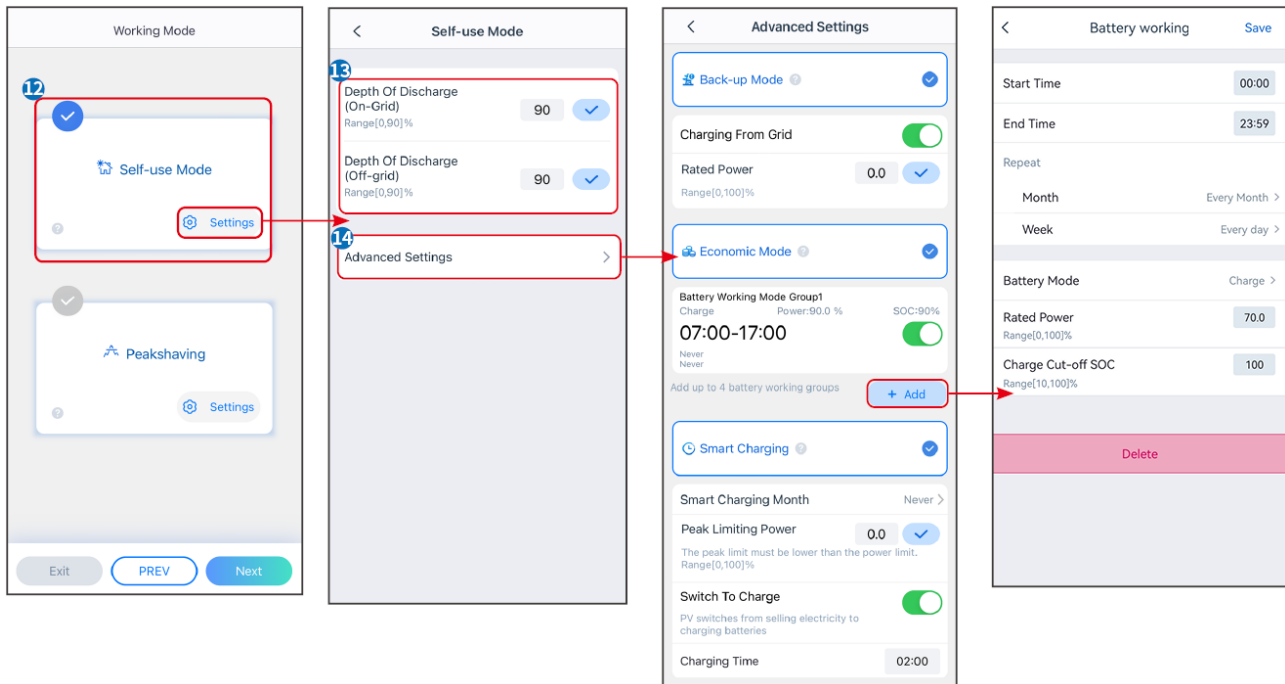 Working Mode
12
Self-use Mode
Settings
Peakshaving
Settings
Exit
PREV
Next
Self-use Mode
13
Depth Of Discharge
(On-Grid)
90
Range[0,90]%
Depth Of Discharge
(Off-grid)
90
Range[0,90]%
14
Advanced Settings
Advanced Settings
Back-up Mode ?
Charging From Grid
Rated Power
0.0
Range[0,100]%
Economic Mode ?
Battery Working Mode Group1
Charge Power:90.0 % SOC:90%
07:00-17:00
Never
Never
Add up to 4 battery working groups
+ Add
Smart Charging ?
Smart Charging Month Never
Peak Limiting Power
0.0
The peak limit must be lower than the power limit.
Range[0,100]%
Switch To Charge
PV switches from selling electricity to
charging batteries
Charging Time 02:00
Battery working Save
Start Time 00:00
End Time 23:59
Repeat
Month Every Month
Week Every day
Battery Mode Charge
Rated Power 70.0
Range[0,100]%
Charge Cut-off SOC 100
Range[10,100]%
Delete